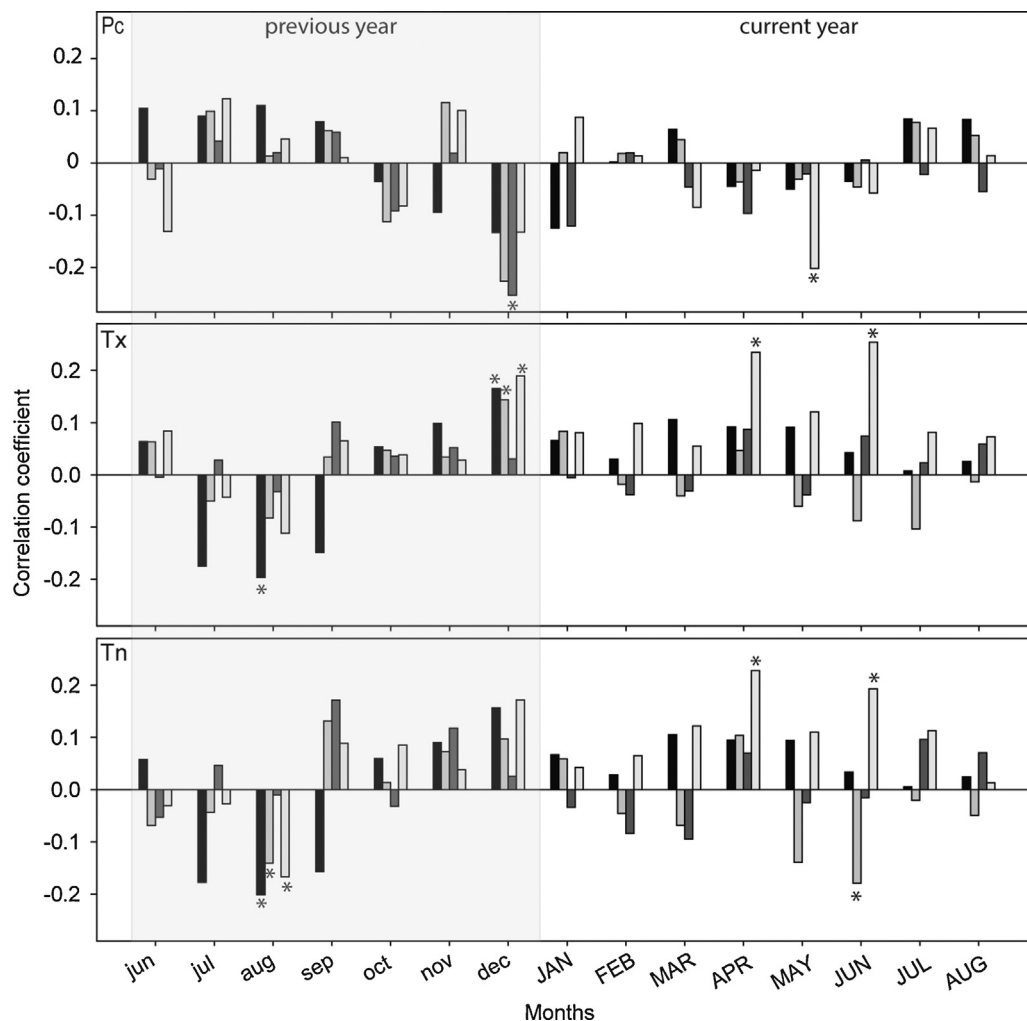 Pc
previous year
current year
0.2
0.1
0
-0.1
-0.2
*
*
Tx
0.2
0.1
0.0
-0.1
-0.2
* * *
*
*
*
Tn
0.2
0.1
0.0
-0.1
-0.2
*
*
* * *
*
Correlation coefficient
jun jul aug sep oct nov dec JAN FEB MAR APR MAY JUN JUL AUG
Months